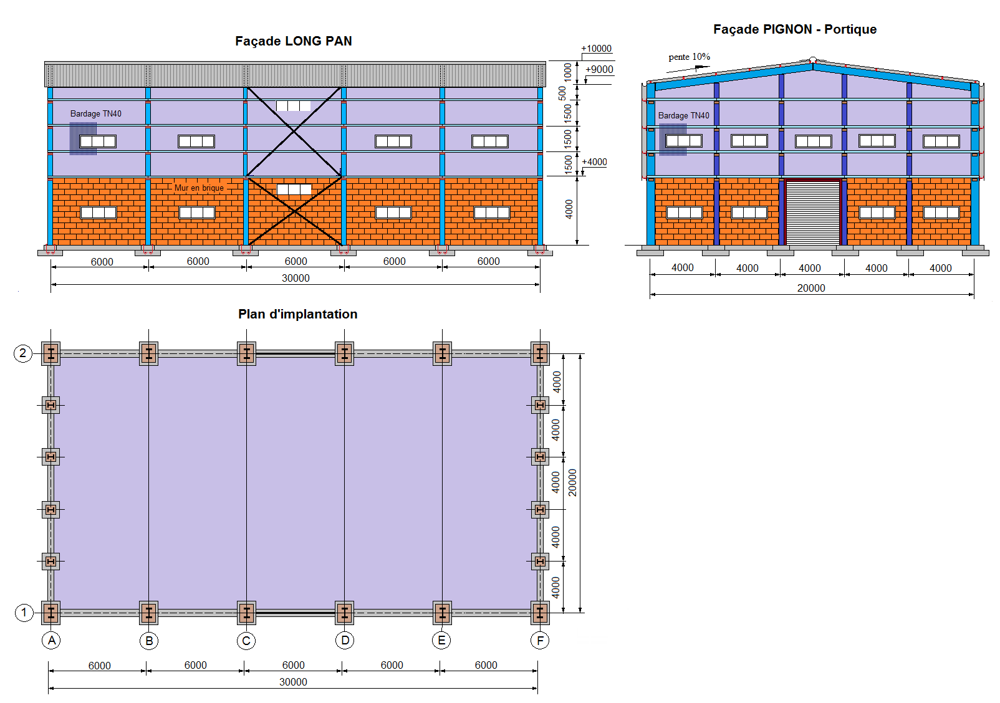 Façade LONG PAN
+10000
1000
+9000
500
1500
Bardage TN40
1500
1500
+4000
Mur en brique
4000
6000
6000
6000
6000
6000
30000
Façade PIGNON - Portique
pente 10%
Bardage TN40
4000
4000
4000
4000
4000
20000
Plan d'implantation
2
4000
4000
4000
20000
4000
4000
1
A
B
C
D
E
F
6000
6000
6000
6000
6000
30000